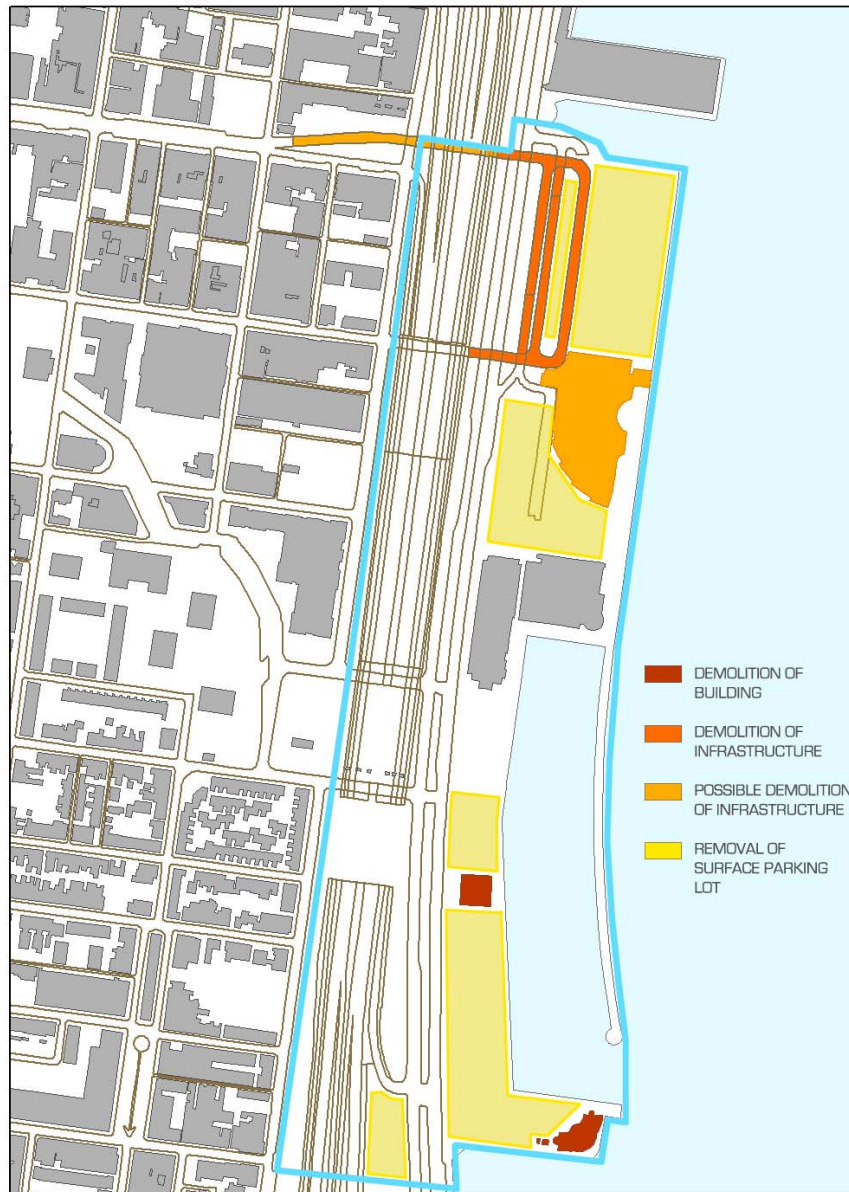 DEMOLITION OF
BUILDING
DEMOLITION OF
INFRASTRUCTURE
POSSIBLE DEMOLITION
OF INFRASTRUCTURE
REMOVAL OF
SURFACE PARKING
LOT